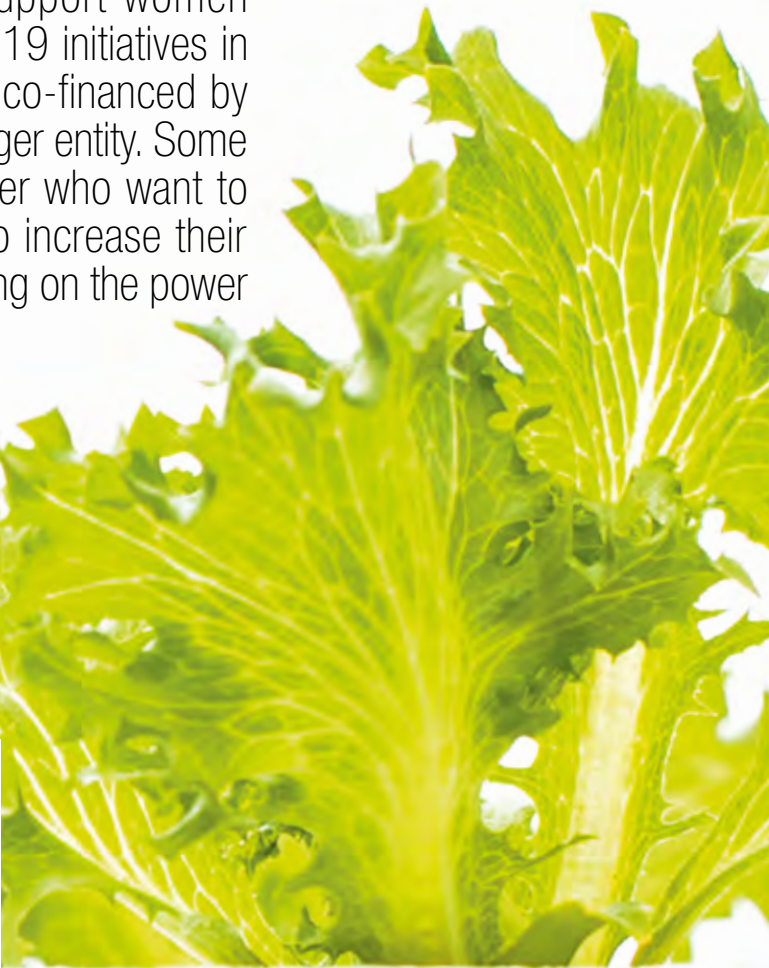 support women
19 initiatives in
co-financed by
ger entity. Some
er who want to
o increase their
ng on the power